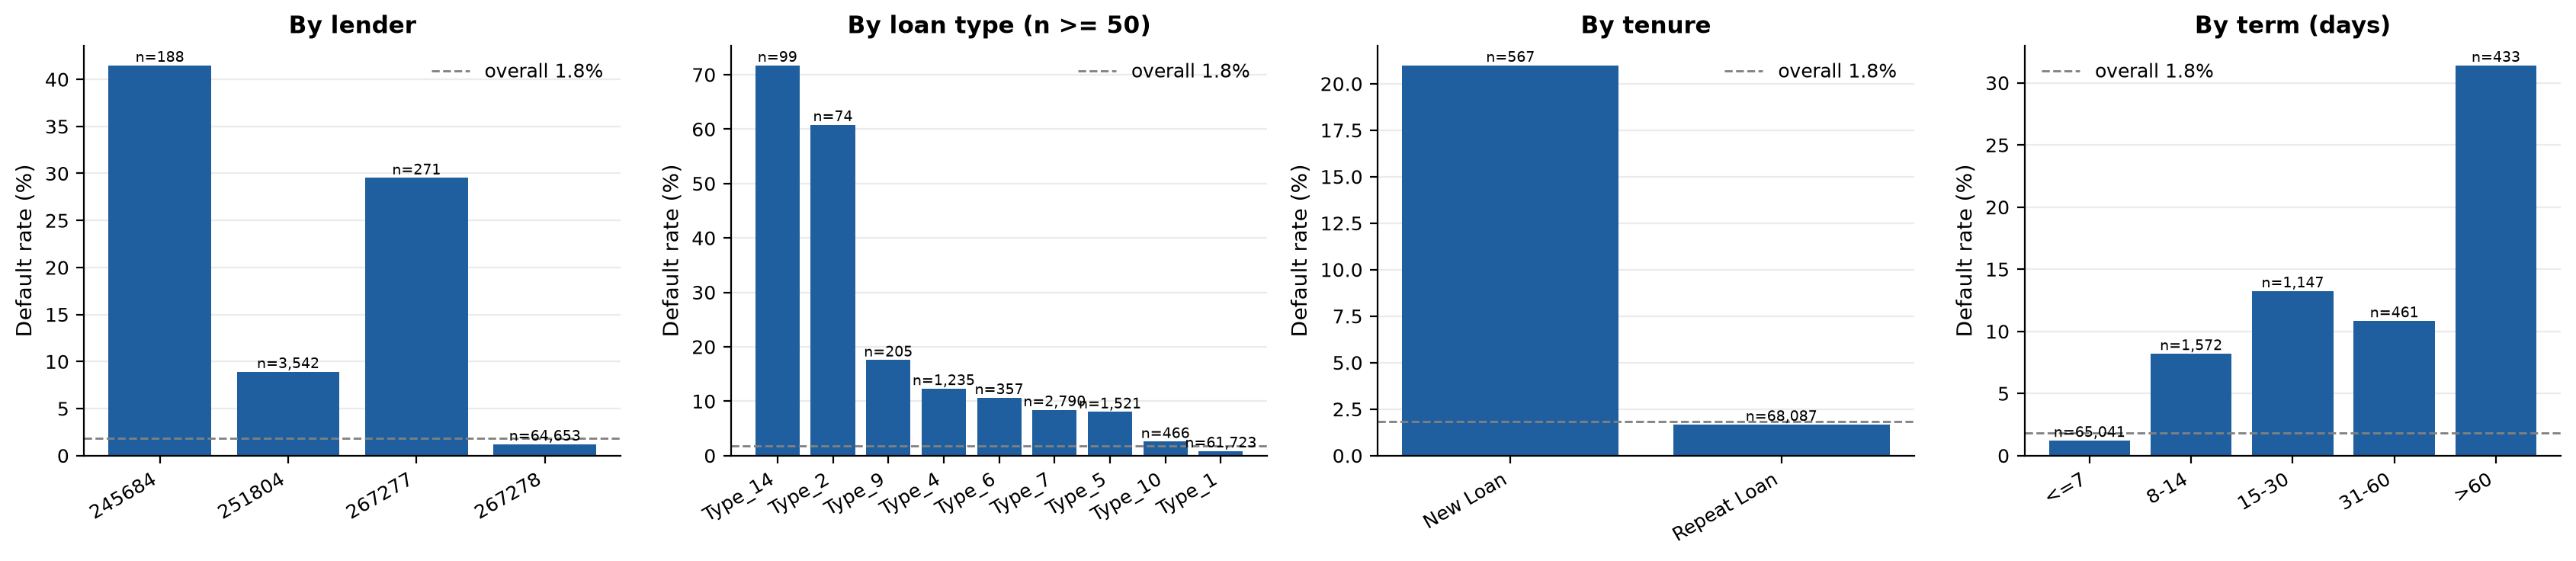 By lender
Default rate (%)
40
35
30
25
20
15
10
5
0
n=188
n=3,542
n=271
n=64,653
overall 1.8%
245684
251804
267277
267278
By loan type (n >= 50)
Default rate (%)
70
60
50
40
30
20
10
0
n=99
n=74
n=205
n=1,235
n=357
n=2,790
n=1,521
n=466
n=61,723
overall 1.8%
Type_14
Type_2
Type_9
Type_4
Type_6
Type_7
Type_5
Type_10
Type_1
By tenure
Default rate (%)
20.0
17.5
15.0
12.5
10.0
7.5
5.0
2.5
0.0
n=567
n=68,087
overall 1.8%
New Loan
Repeat Loan
By term (days)
Default rate (%)
30
25
20
15
10
5
0
n=65,041
n=1,572
n=1,147
n=461
n=433
overall 1.8%
<=7
8-14
15-30
31-60
>60